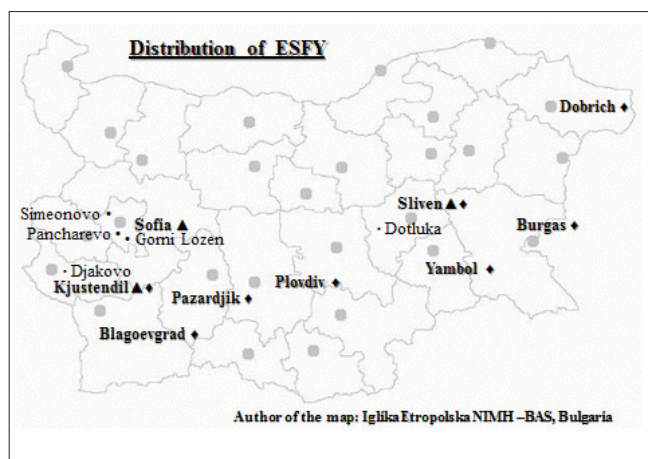 Distribution of ESFY
Dobrich ♦
Sliven ▲ ♦
Simeonovo •
Sofia ▲
Burgas ♦
Pancharevo •
• Gorni Lozen
• Dotluka
• Djakovo
Yambol ♦
Kjustendil ▲ ♦
Plovdiv ♦
Pazardjik ♦
Blagoevgrad ♦
Author of the map: Iglika Etropolska NIMH –BAS, Bulgaria